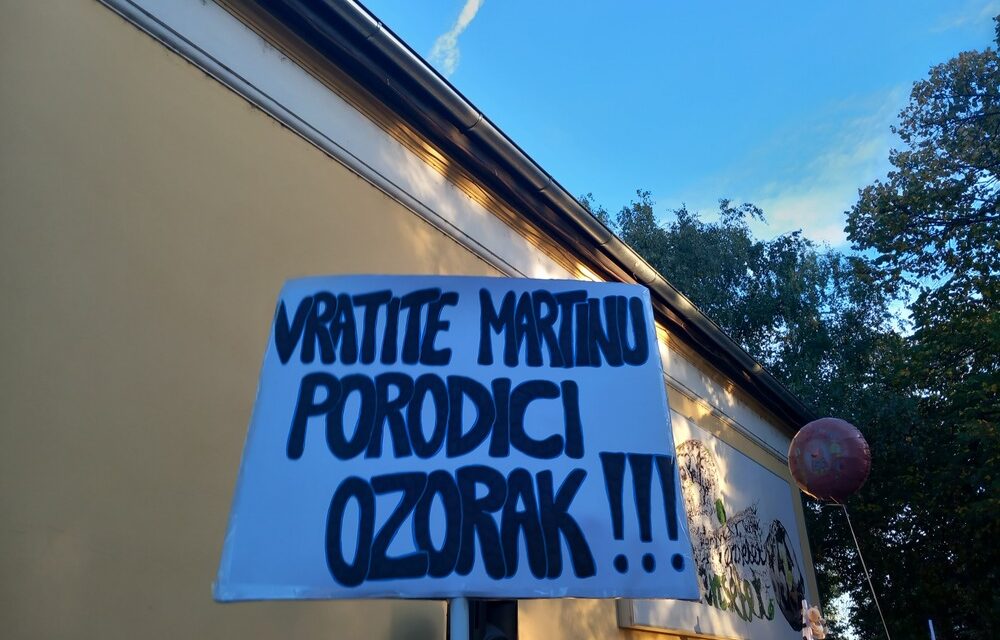 VRATITE MARTINU
PORODICI
OZORAK !!!